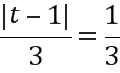 |t − 1|/3 = 1/3